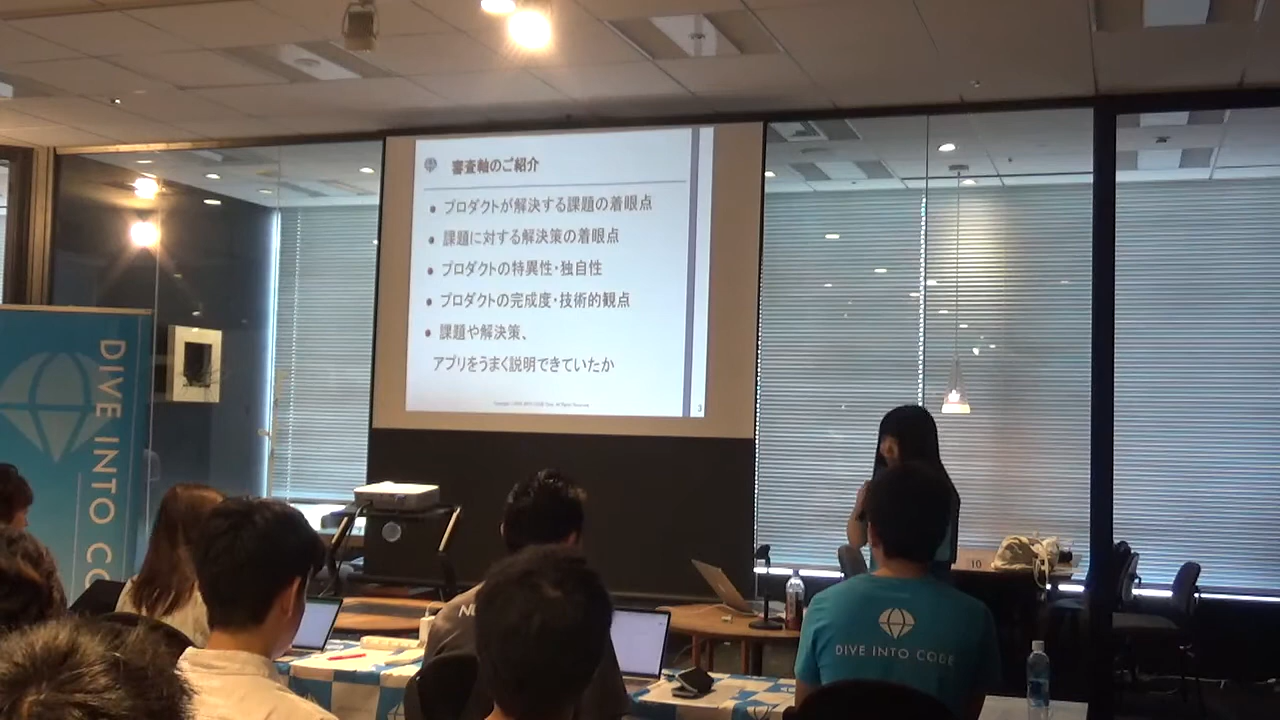 審査軸のご紹介
• プロダクトが解決する課題の着眼点
• 課題に対する解決策の着眼点
• プロダクトの特異性・独自性
• プロダクトの完成度・技術的観点
• 課題や解決策、
アプリをうまく説明できていたか
3
DIVE INTO CO
10
DIVE INTO CODE